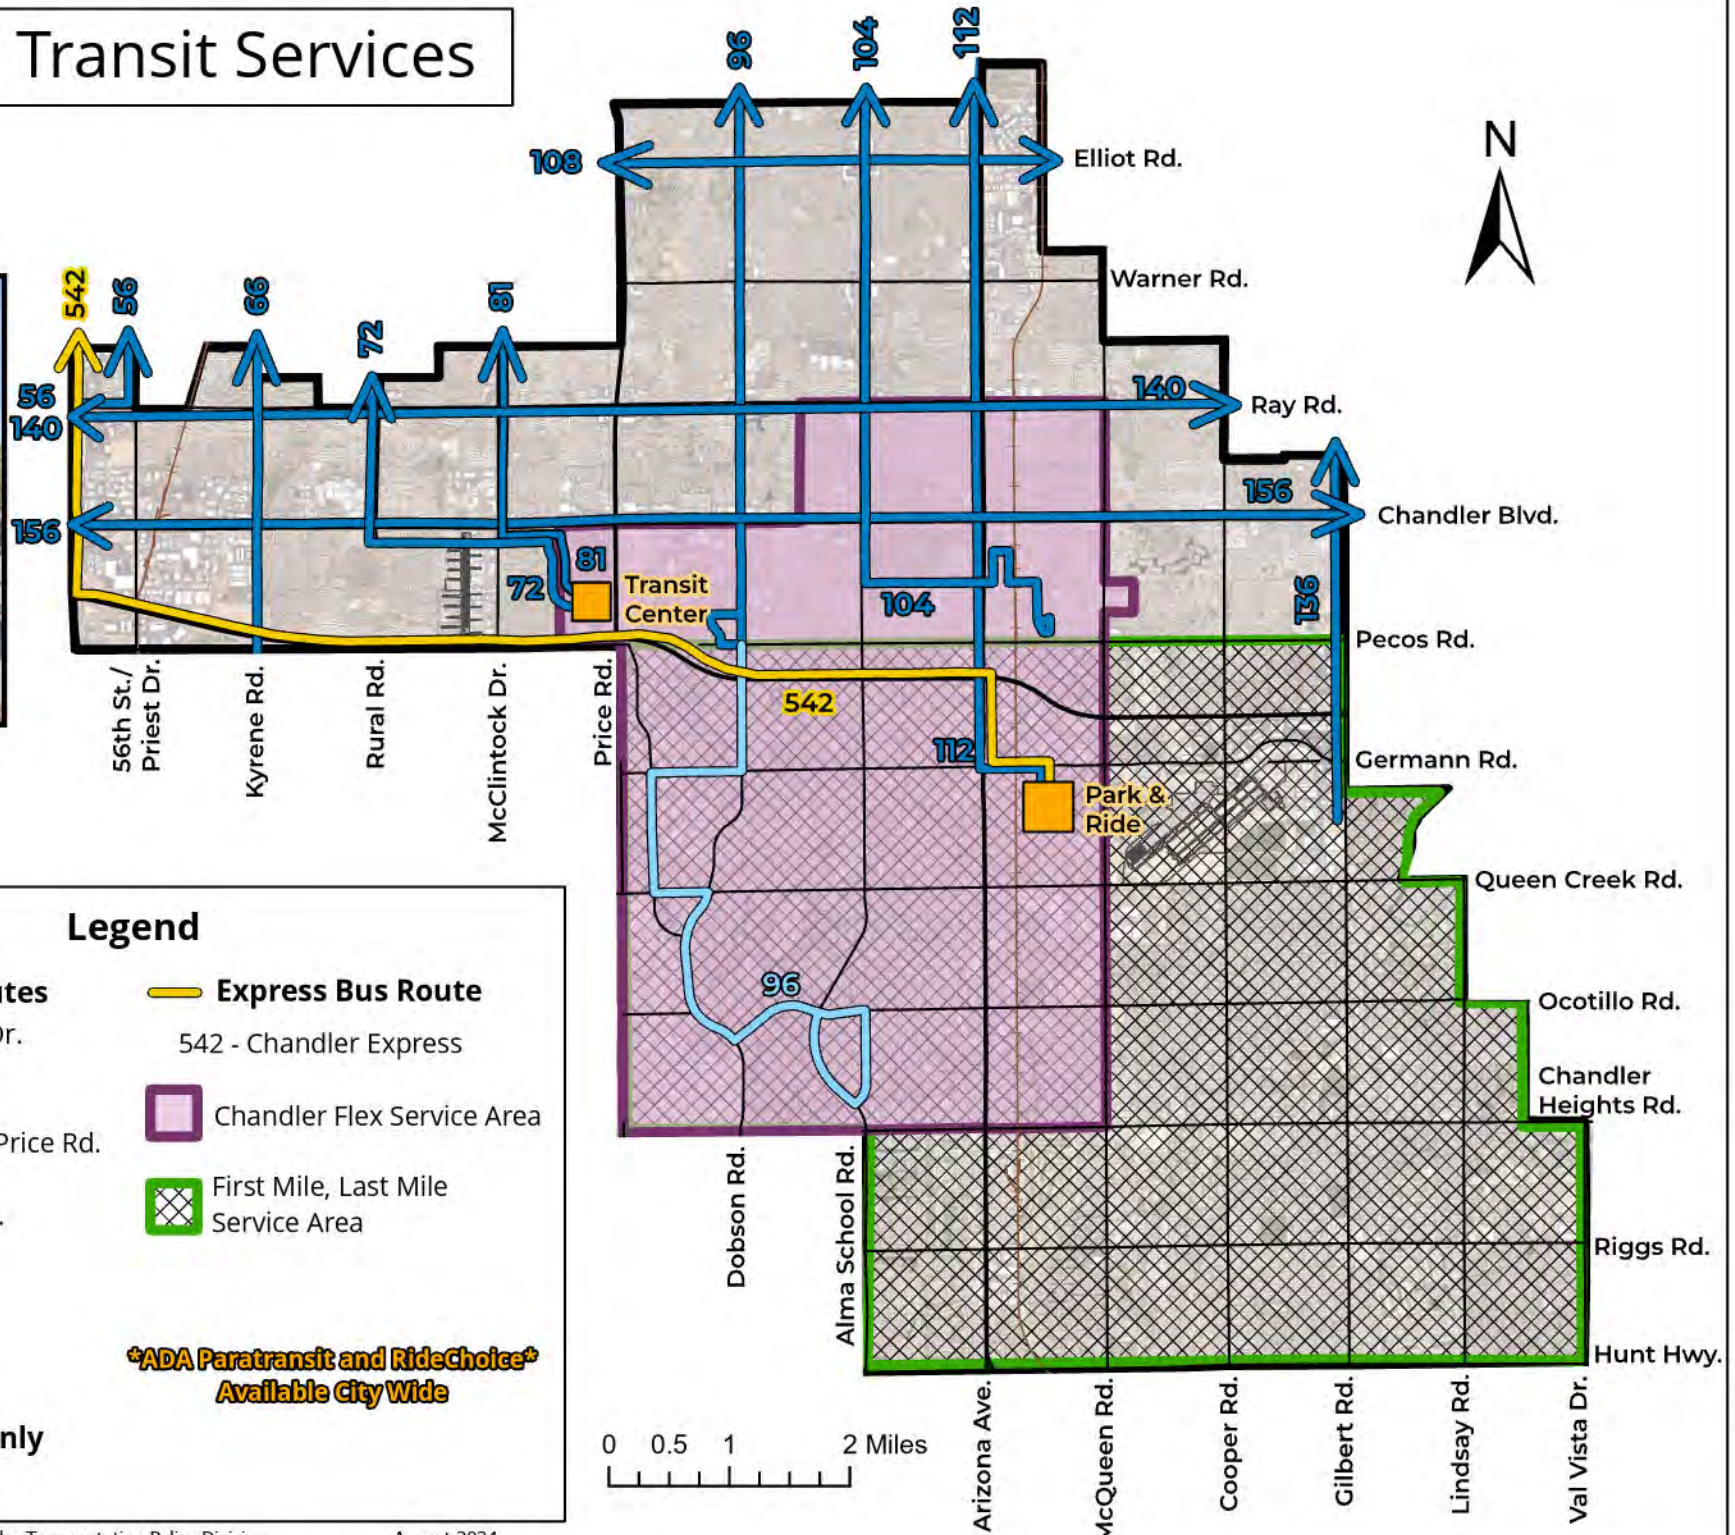 Transit Services
96
104
112
108
Elliot Rd.
N
Warner Rd.
542
56
66
72
81
56
140
140
Ray Rd.
156
156
Chandler Blvd.
81
72
Transit
Center
104
136
Pecos Rd.
56th St./
Priest Dr.
Kyrene Rd.
Rural Rd.
McClintock Dr.
Price Rd.
542
112
Germann Rd.
Park &
Ride
Queen Creek Rd.
96
Ocotillo Rd.
Chandler
Heights Rd.
Dobson Rd.
Alma School Rd.
Riggs Rd.
Hunt Hwy.
Arizona Ave.
McQueen Rd.
Cooper Rd.
Gilbert Rd.
Lindsay Rd.
Val Vista Dr.
Legend
Express Bus Route
542 - Chandler Express
Chandler Flex Service Area
Price Rd.
First Mile, Last Mile
Service Area
*ADA Paratransit and RideChoice*
Available City Wide
0 0.5 1 2 Miles